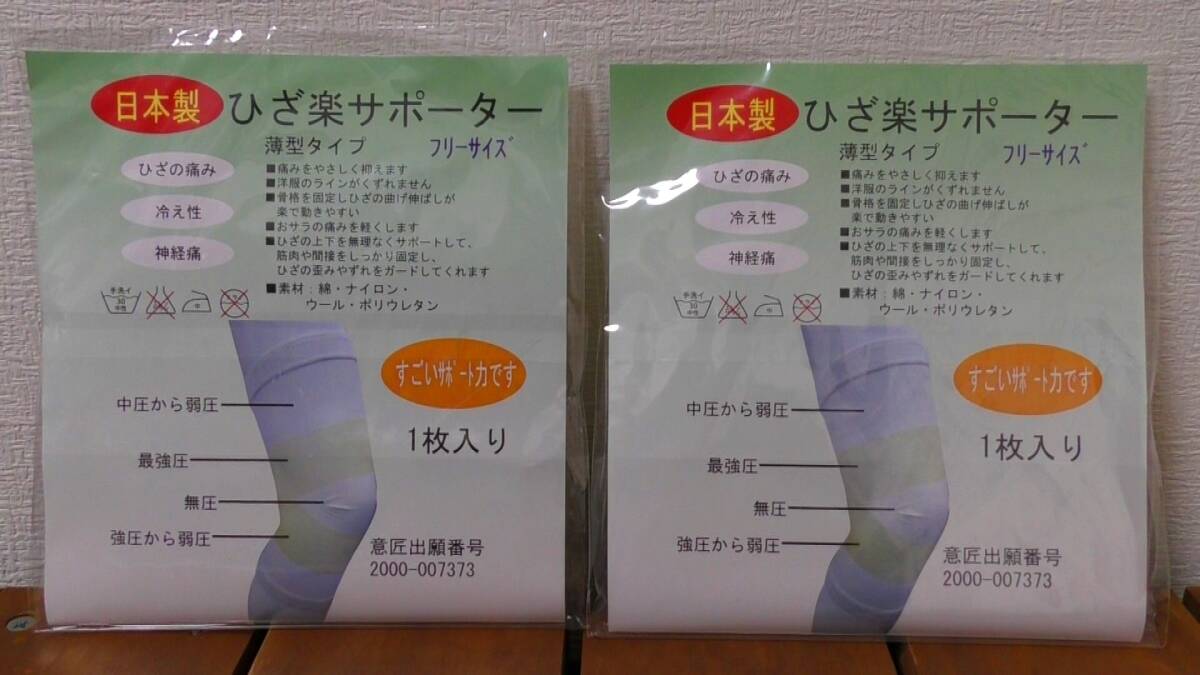 日本製 ひざ楽サポーター
薄型タイプ フリーサイズ
ひざの痛み
冷え性
神経痛
■痛みをやさしく抑えます
■洋服のラインがくずれません
■骨格を固定しひざの曲げ伸ばしが
楽で動きやすい
■おサラの痛みを軽くします
■ひざの上下を無理なくサポートして、
筋肉や間接をしっかり固定し、
ひざの歪みやずれをガードしてくれます
■素材：綿・ナイロン・
ウール・ポリウレタン
手洗イ
30
中性
中
すごいｻﾎﾟｰﾄ力です
中圧から弱圧
1枚入り
最強圧
無圧
強圧から弱圧
意匠出願番号
2000-007373
日本製 ひざ楽サポーター
薄型タイプ フリーサイズ
ひざの痛み
冷え性
神経痛
■痛みをやさしく抑えます
■洋服のラインがくずれません
■骨格を固定しひざの曲げ伸ばしが
楽で動きやすい
■おサラの痛みを軽くします
■ひざの上下を無理なくサポートして、
筋肉や間接をしっかり固定し、
ひざの歪みやずれをガードしてくれます
■素材：綿・ナイロン・
ウール・ポリウレタン
手洗イ
30
中性
中
すごいｻﾎﾟｰﾄ力です
中圧から弱圧
1枚入り
最強圧
無圧
強圧から弱圧
意匠出願番号
2000-007373